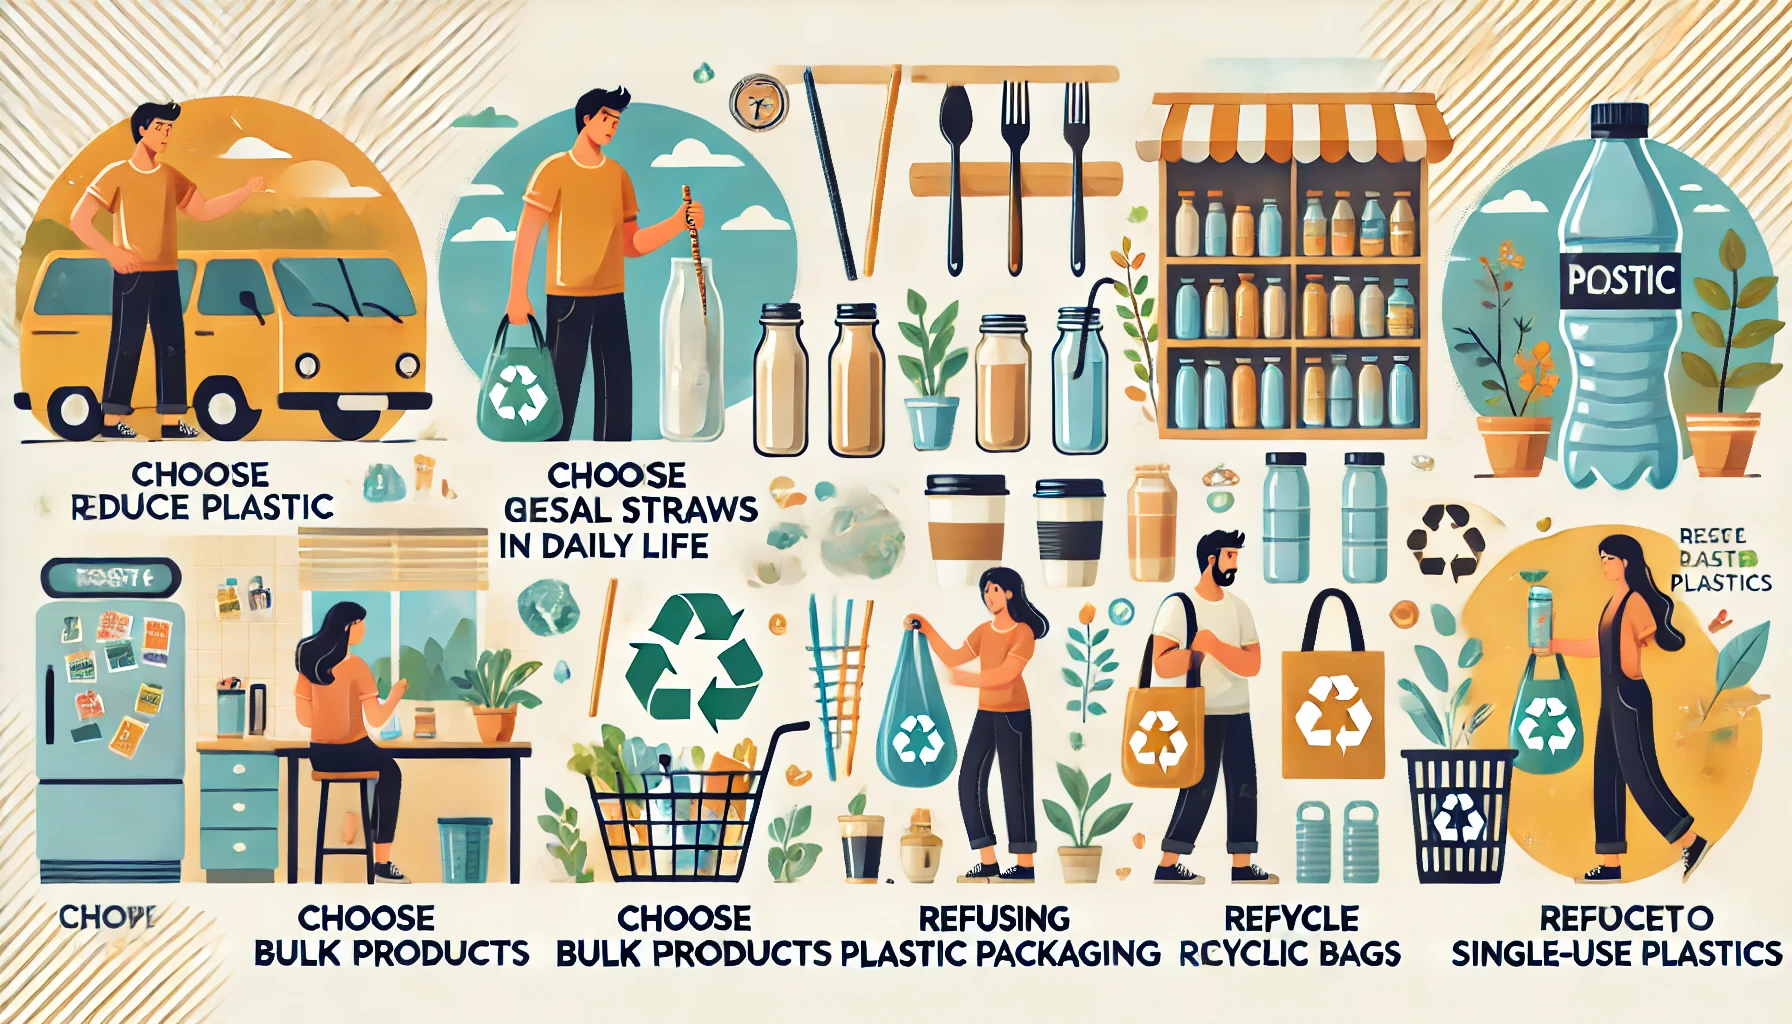 CHOOSE
REDUCE PLASTIC
CHOOSE
GESAL STRAWS
IN DAILY LIFE
POSTIC
PLASTICS
CHOOSE
BULK PRODUCTS
CHOOSE
BULK PRODUCTS
REFUSING
PLASTIC PACKAGING
REFYCLE
RCYCLIC BAGS
REFUCETO
SINGLE-USE PLASTICS